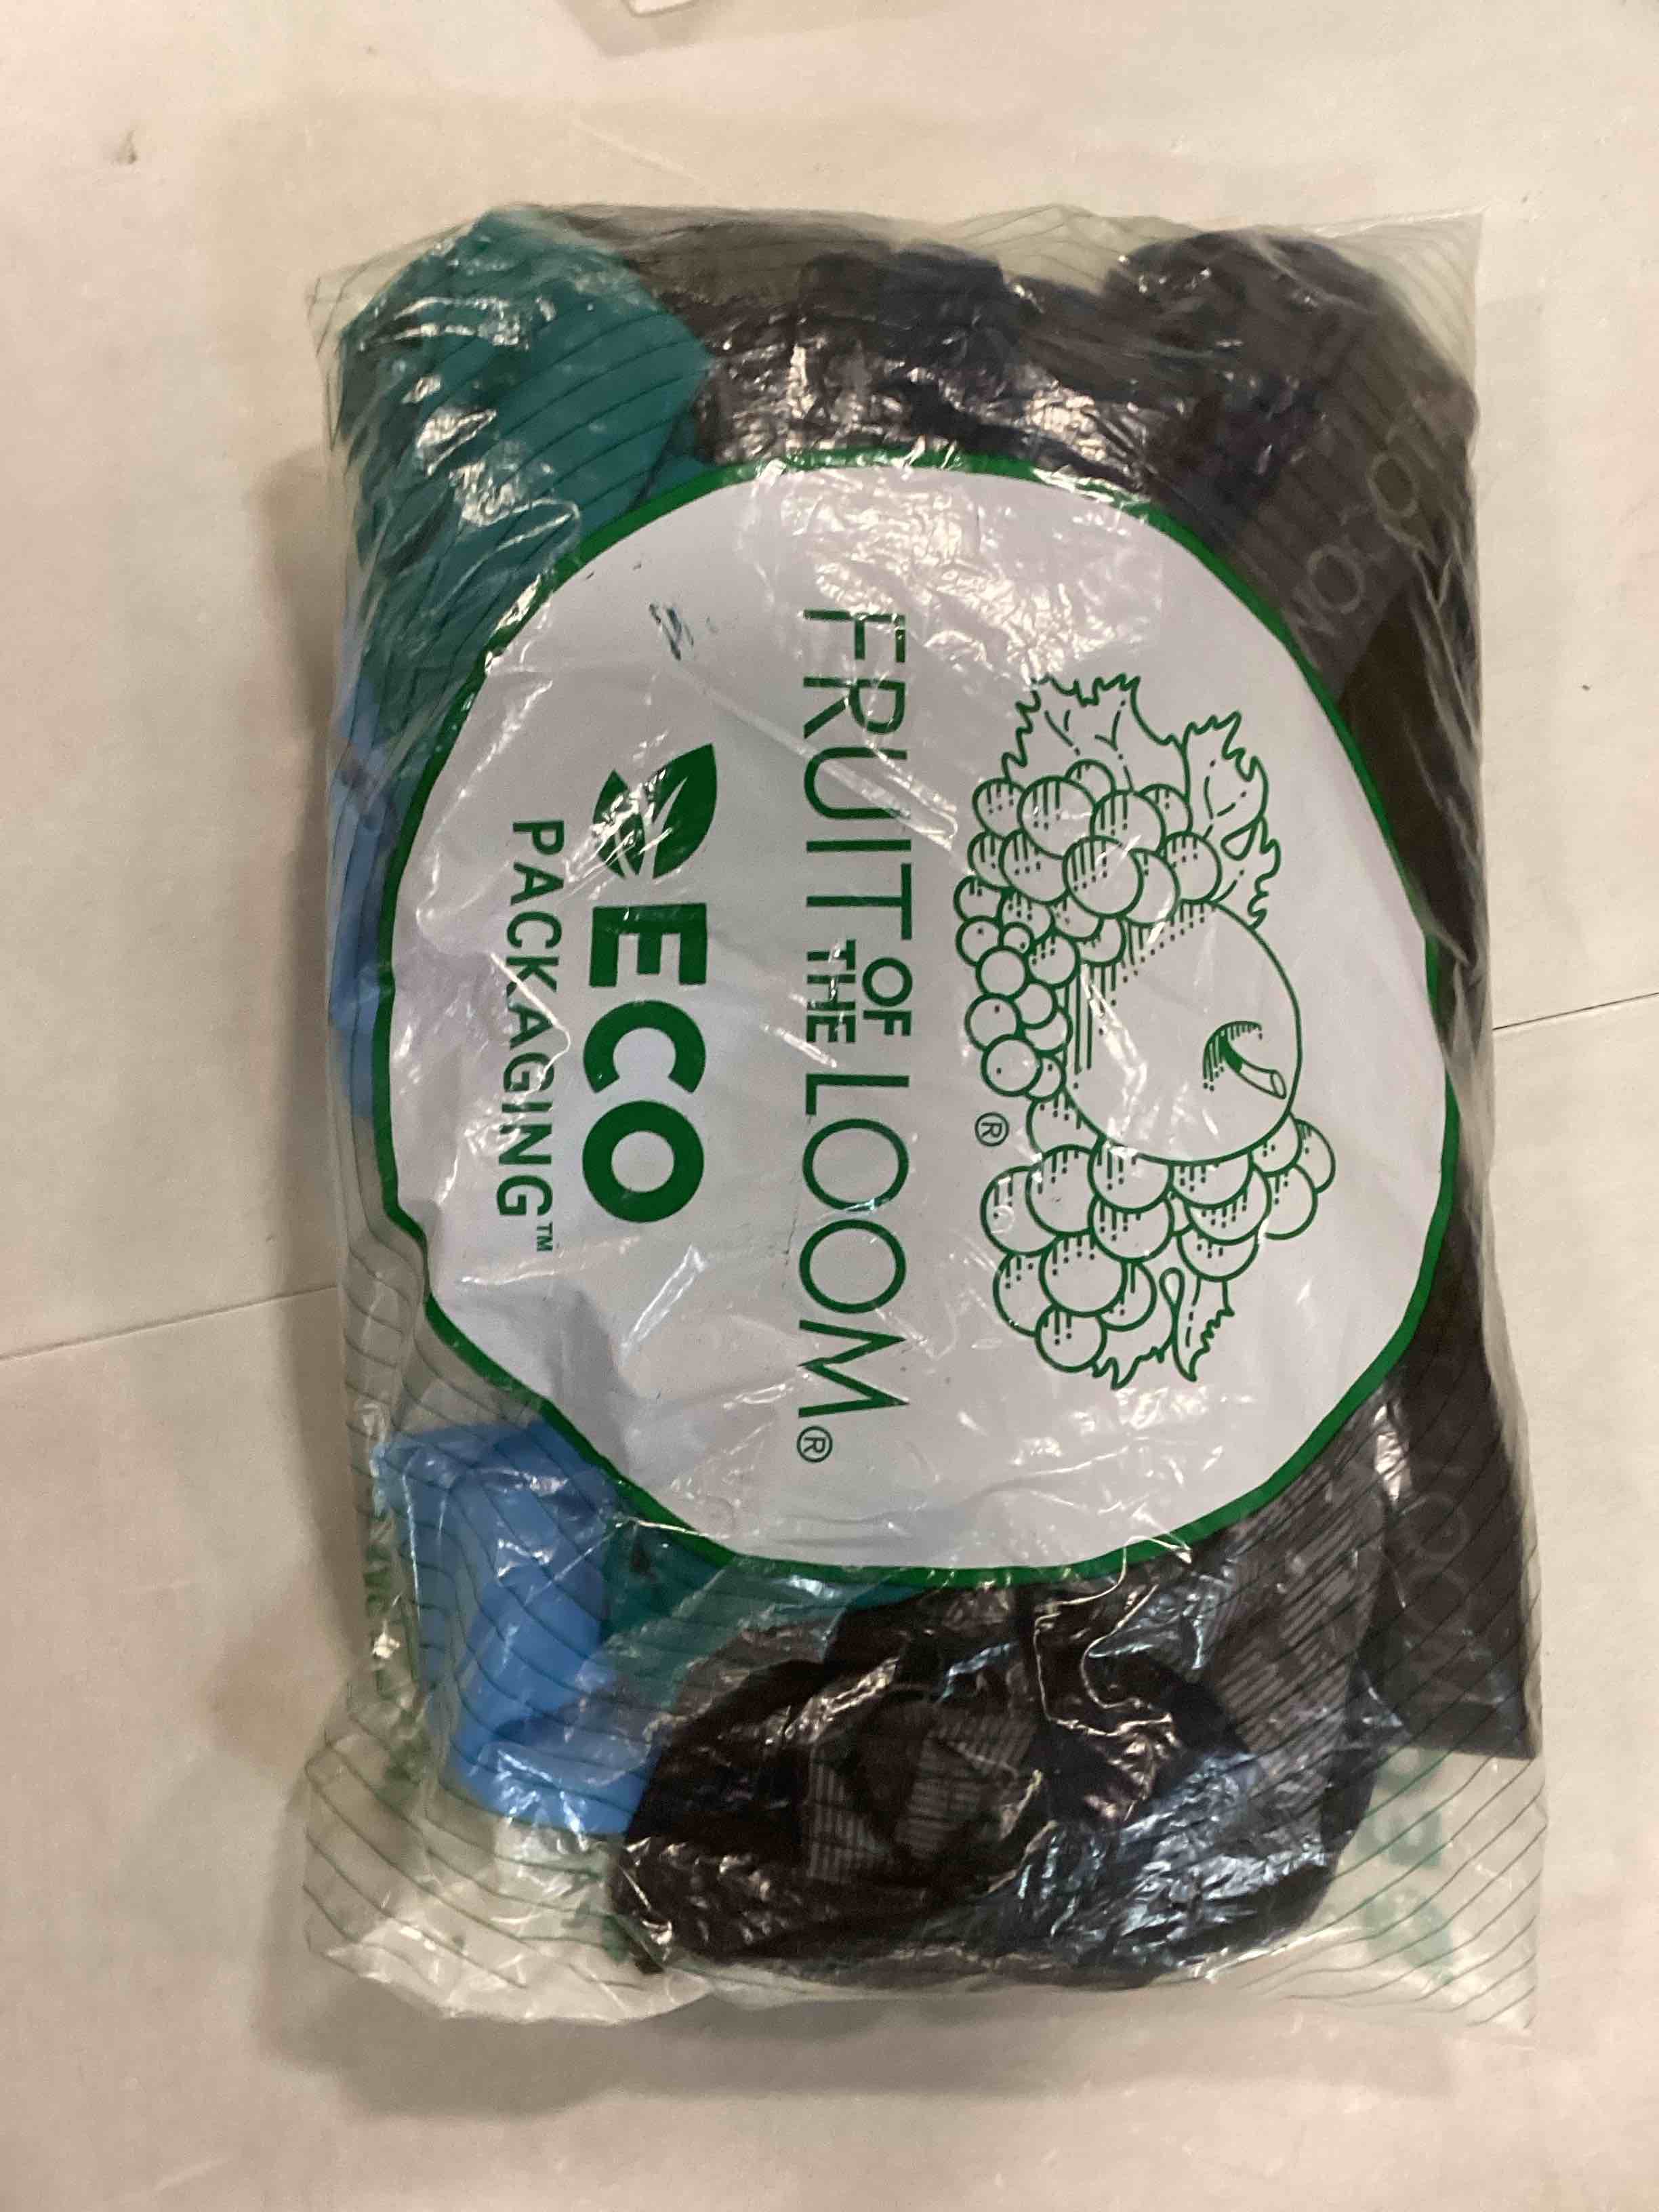 ®
FRUIT OF THE LOOM®
ECO
PACKAGING™